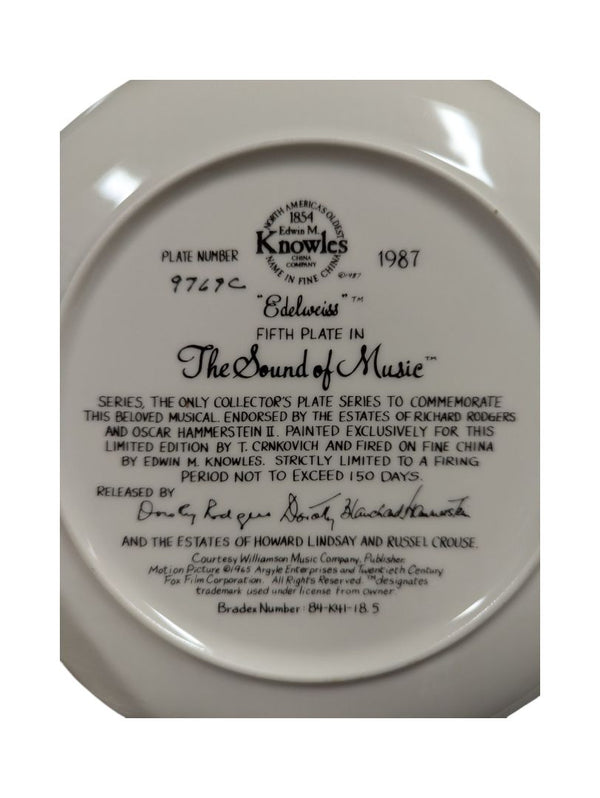 NORTH AMERICA'S OLDEST
1854
Edwin M.
Knowles
CHINA
COMPANY
NAME IN FINE CHINA
©1987
PLATE NUMBER
9769C
1987
"Edelweiss"™
FIFTH PLATE IN
The Sound of Music™
SERIES, THE ONLY COLLECTOR'S PLATE SERIES TO COMMEMORATE
THIS BELOVED MUSICAL. ENDORSED BY THE ESTATES OF RICHARD RODGERS
AND OSCAR HAMMERSTEIN II. PAINTED EXCLUSIVELY FOR THIS
LIMITED EDITION BY T. CRNKOVICH AND FIRED ON FINE CHINA
BY EDWIN M. KNOWLES. STRICTLY LIMITED TO A FIRING
PERIOD NOT TO EXCEED 150 DAYS.
RELEASED BY
Dorothy Rodgers Dorothy Blanchard Hammerstein
AND THE ESTATES OF HOWARD LINDSAY AND RUSSEL CROUSE.
Courtesy Williamson Music Company, Publisher.
Motion Picture ©1965 Argyle Enterprises and Twentieth Century
Fox Film Corporation. All Rights Reserved. ™designates
trademark used under license from owner.
Bradex Number: 84-K41-18.5